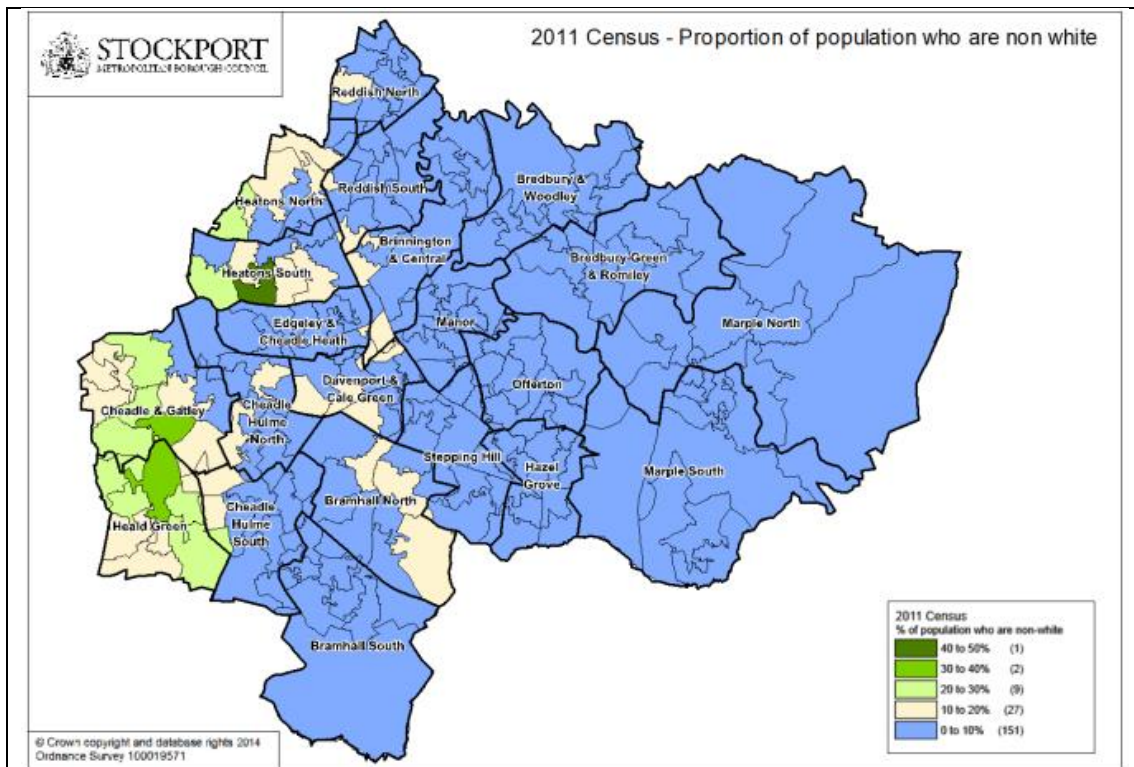 STOCKPORT
METROPOLITAN BOROUGH COUNCIL
2011 Census - Proportion of population who are non white
Reddish North
Reddish South
Heatons North
Bredbury &
Woodley
Brinnington
& Central
Heatons South
Bredbury Green
& Romiley
Edgeley &
Cheadle Heath
Manor
Marple North
Davenport &
Cale Green
Offerton
Cheadle & Gatley
Cheadle
Hulme
North
Stepping Hill
Hazel
Grove
Marple South
Bramhall North
Cheadle
Hulme
South
Heald Green
Bramhall South
2011 Census
% of population who are non-white
40 to 50% (1)
30 to 40% (2)
20 to 30% (9)
10 to 20% (27)
0 to 10% (151)
© Crown copyright and database rights 2014
Ordnance Survey 100019571